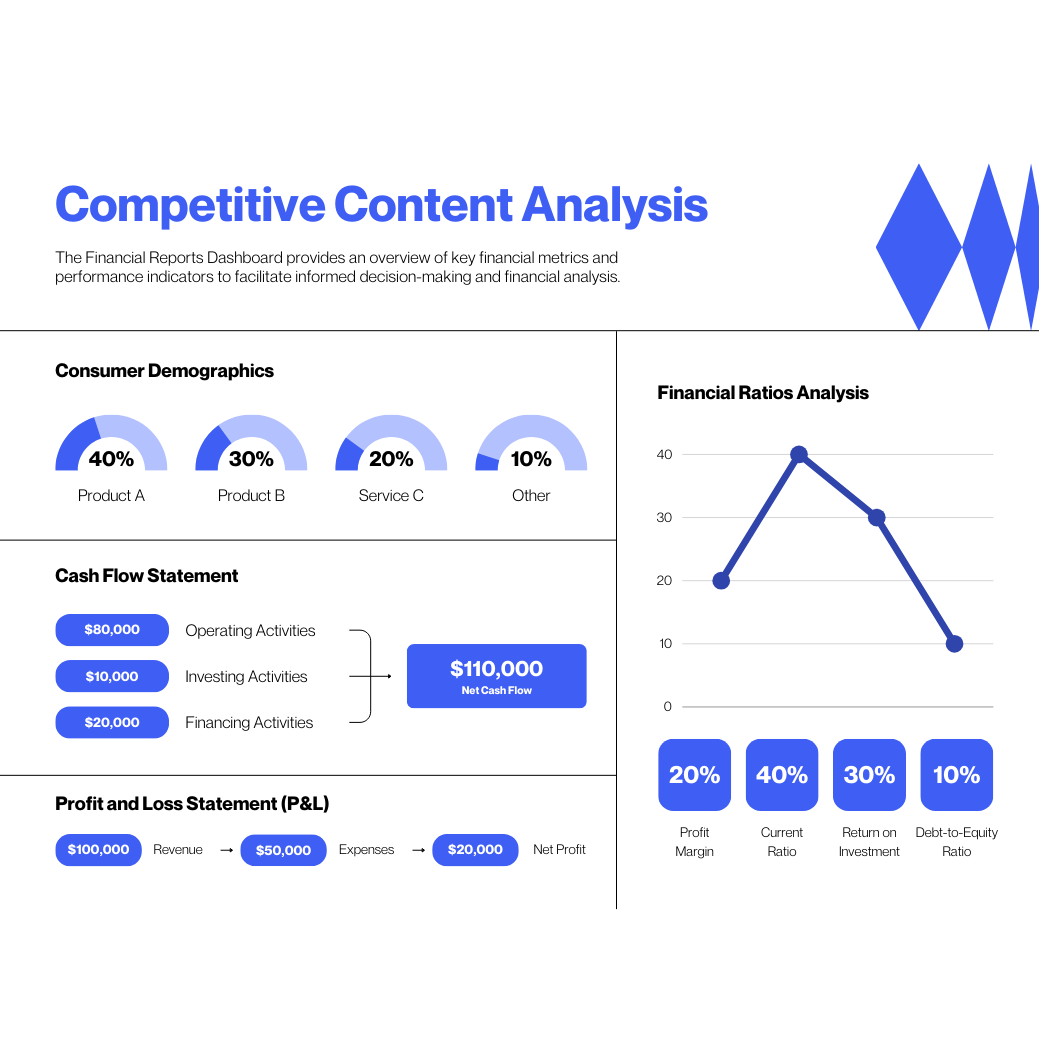 Competitive Content Analysis
The Financial Reports Dashboard provides an overview of key financial metrics and
performance indicators to facilitate informed decision-making and financial analysis.
Consumer Demographics
40%
30%
20%
10%
Product A
Product B
Service C
Other
Cash Flow Statement
$80,000
Operating Activities
$10,000
Investing Activities
$20,000
Financing Activities
$110,000
Net Cash Flow
Profit and Loss Statement (P&L)
$100,000
Revenue
$50,000
Expenses
$20,000
Net Profit
Financial Ratios Analysis
40
30
20
10
0
20%
40%
30%
10%
Profit
Margin
Current
Ratio
Return on
Investment
Debt-to-Equity
Ratio